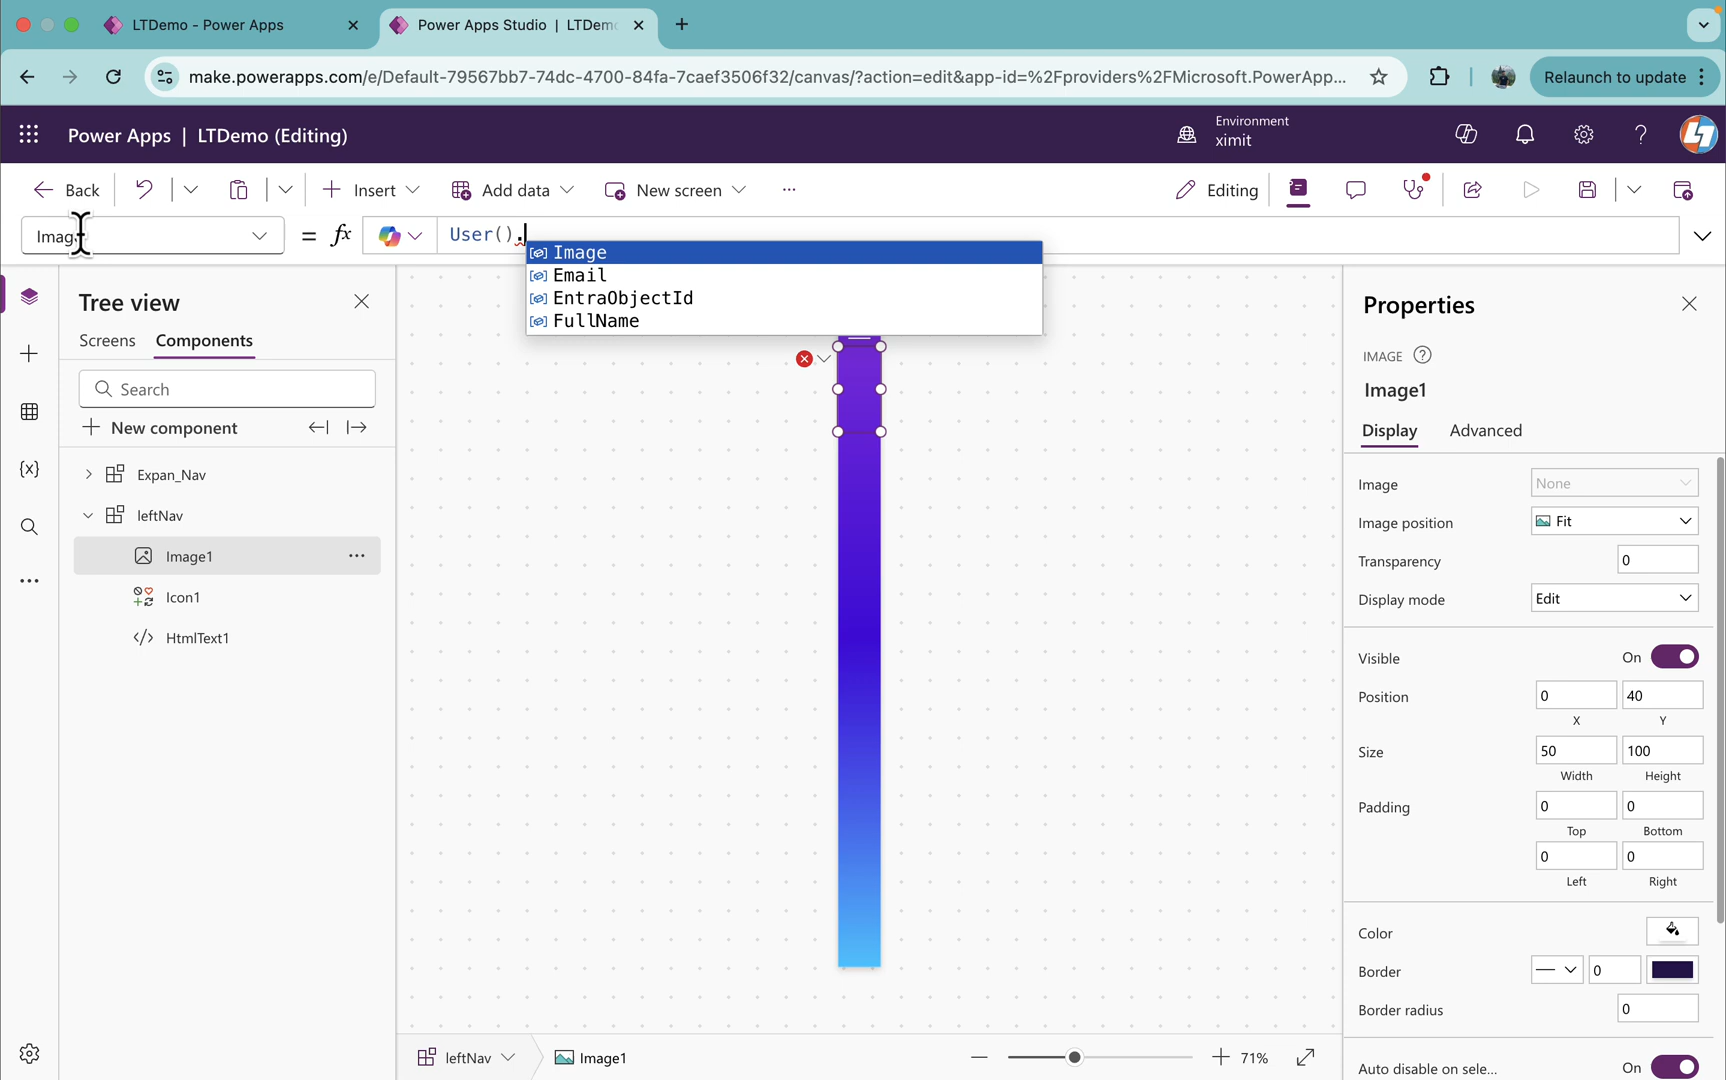 LTDemo - Power Apps
Power Apps Studio | LTDemo
make.powerapps.com/e/Default-79567bb7-74dc-4700-84fa-7caef3506f32/canvas/?action=edit&app-id=%2Fproviders%2FMicrosoft.PowerApp...
Relaunch to update
Power Apps | LTDemo (Editing)
Environment
ximit
Back
Insert
Add data
New screen
...
Editing
Image
= fx
User().
Image
Email
EntraObjectId
FullName
Tree view
Screens
Components
Search
New component
Expan_Nav
leftNav
Image1
Icon1
HtmlText1
Properties
IMAGE
Image1
Display
Advanced
Image
None
Image position
Fit
Transparency
0
Display mode
Edit
Visible
On
Position
0
40
X
Y
Size
50
100
Width
Height
Padding
0
0
Top
Bottom
0
0
Left
Right
Color
Border
0
Border radius
0
Auto disable on sele...
On
leftNav
Image1
71%